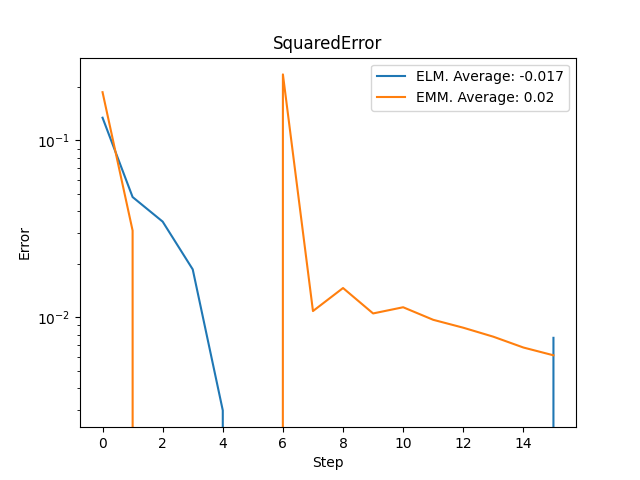 SquaredError
ELM. Average: -0.017
EMM. Average: 0.02
10⁻¹
10⁻²
Error
0 2 4 6 8 10 12 14
Step